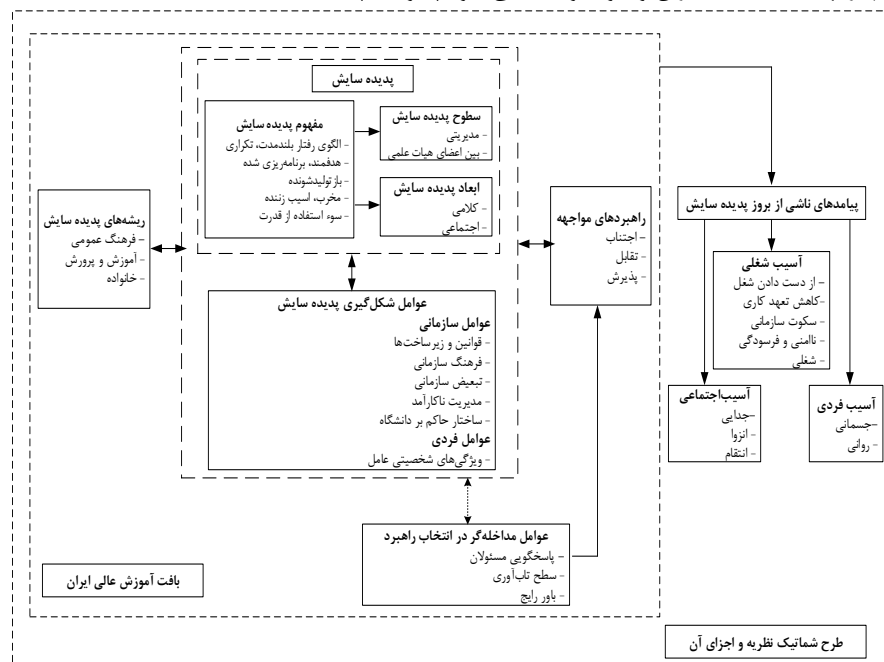 پدیده سایش
مفهوم پدیده سایش
- الگوی رفتار بلندمدت، تکراری
- هدفمند، برنامه‌ریزی شده
- بازتولیدشونده
- مخرب، اسیب زننده
- سوء استفاده از قدرت
سطوح پدیده سایش
- مدیریتی
- بین اعضای هیات علمی
ابعاد پدیده سایش
- کلامی
- اجتماعی
ریشه‌های پدیده سایش
- فرهنگ عمومی
- آموزش و پرورش
- خانواده
راهبردهای مواجهه
- اجتناب
- تقابل
- پذیرش
پیامدهای ناشی از بروز پدیده سایش
آسیب شغلی
- از دست دادن شغل
-کاهش تعهد کاری
- سکوت سازمانی
- ناامنی و فرسودگی
- شغلی
آسیب‌اجتماعی
-جدایی
- انزوا
- انتقام
آسیب فردی
-جسمانی
- روانی
عوامل شکل‌گیری پدیده سایش
عوامل سازمانی
- قوانین و زیرساخت‌ها
- فرهنگ سازمانی
- تبعیض سازمانی
- مدیریت ناکارآمد
- ساختار حاکم بر دانشگاه
عوامل فردی
- ویژگی‌های شخصیتی عامل
عوامل مداخله‌گر در انتخاب راهبرد
- پاسخگویی مسئولان
- سطح تاب‌آوری
- باور رایج
بافت آموزش عالی ایران
طرح شماتیک نظریه و اجزای آن